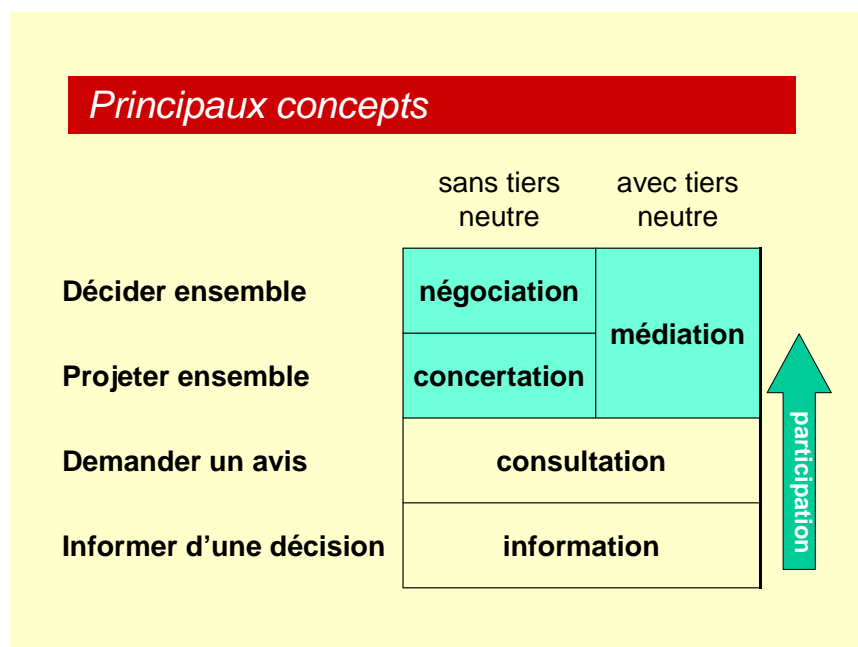 Principaux concepts
sans tiers avec tiers
neutre neutre
Décider ensemble négociation
médiation
Projeter ensemble concertation
Demander un avis consultation
Informer d’une décision information
participation